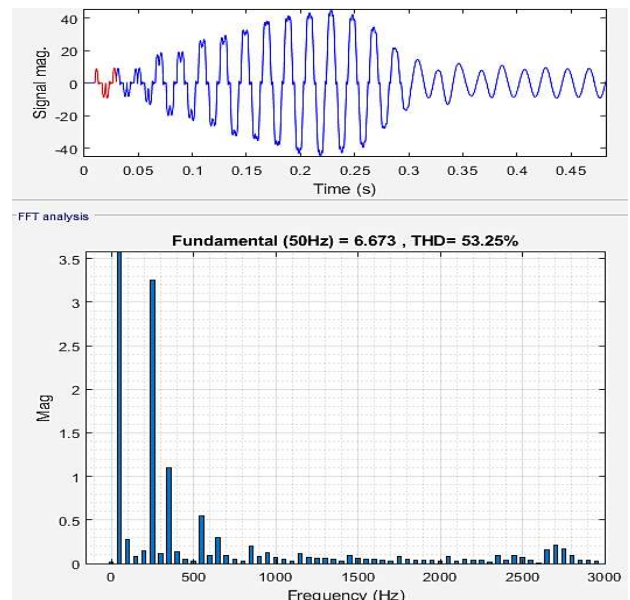 40
20
0
-20
-40
Signal mag.
0 0.05 0.1 0.15 0.2 0.25 0.3 0.35 0.4 0.45
Time (s)
FFT analysis
Fundamental (50Hz) = 6.673 , THD= 53.25%
3.5
3
2.5
2
1.5
1
0.5
0
Mag
0 500 1000 1500 2000 2500 3000
Frequency (Hz)